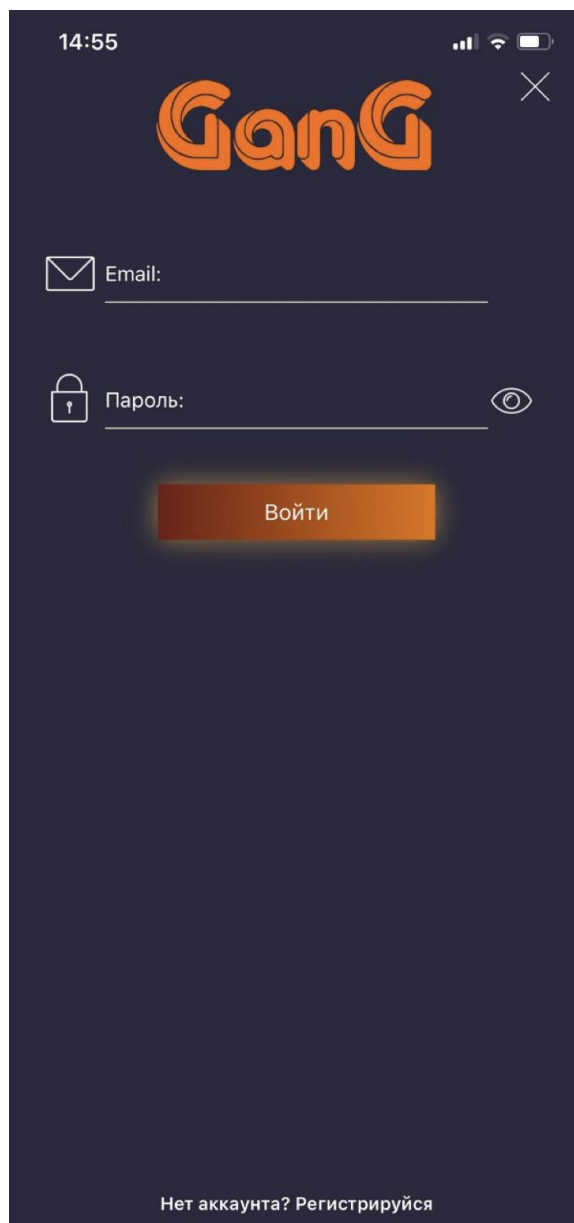 14:55
GanG
Email:
Пароль:
Войти
Нет аккаунта? Регистрируйся